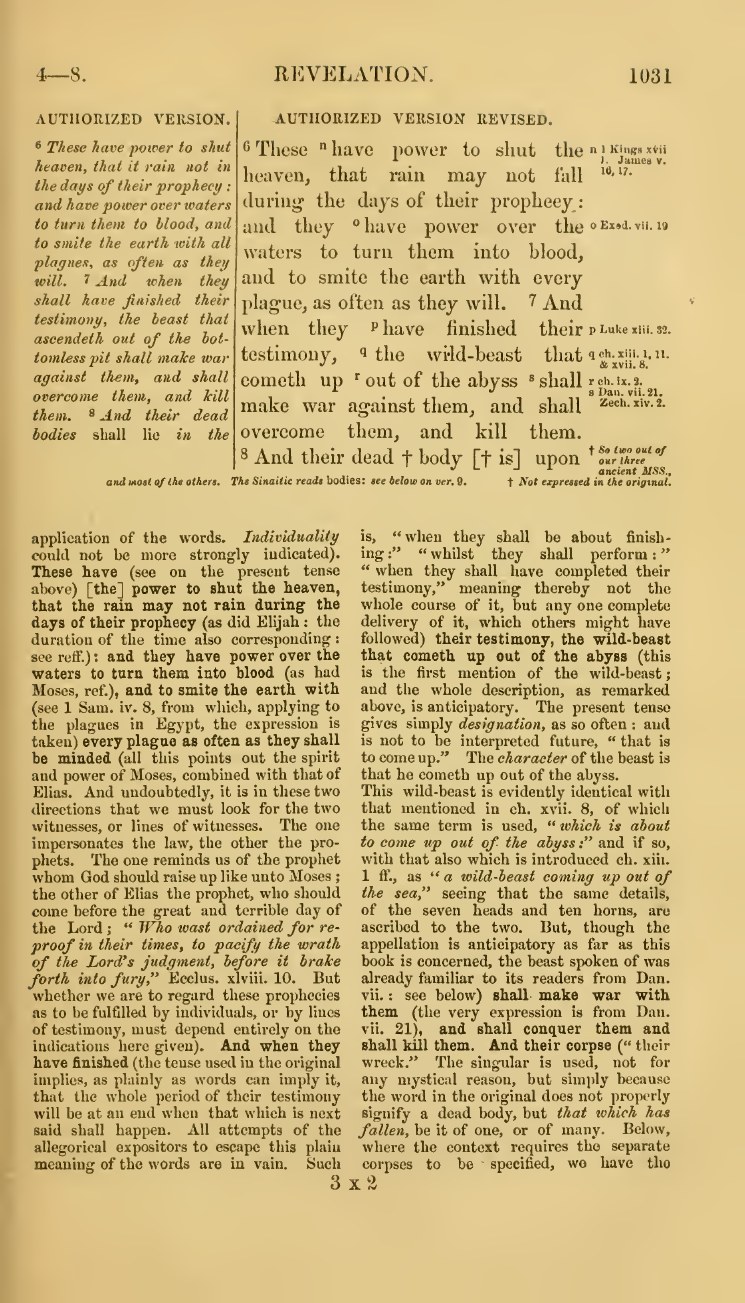 4—8.
REVELATION.
1031
AUTHORIZED VERSION.
6 These have power to shut
heaven, that it rain not in
the days of their prophecy :
and have power over waters
to turn them to blood, and
to smite the earth with all
plagues, as often as they
will. 7 And when they
shall have finished their
testimony, the beast that
ascendeth out of the bot-
tomless pit shall make war
against them, and shall
overcome them, and kill
them. 8 And their dead
bodies shall lie in the
AUTHORIZED VERSION REVISED.
6 These n have power to shut the
heaven, that rain may not fall
during the days of their prophecy :
and they o have power over the
waters to turn them into blood,
and to smite the earth with every
plague, as often as they will. 7 And
when they p have finished their
testimony, q the wild-beast that
cometh up r out of the abyss s shall
make war against them, and shall
overcome them, and kill them.
8 And their dead † body [† is] upon
n 1 Kings xvii
1. James v.
16, 17.
o Exod. vii. 19
p Luke xiii. 32.
q ch. xiii. 1, 11.
& xvii. 8.
r ch. ix. 2.
s Dan. vii. 21.
Zech. xiv. 2.
† So two out of
our three
ancient MSS.,
and most of the others. The Sinaitic reads bodies: see below on ver. 9.
† Not expressed in the original.
application of the words. Individuality
could not be more strongly indicated).
These have (see on the present tense
above) [the] power to shut the heaven,
that the rain may not rain during the
days of their prophecy (as did Elijah : the
duration of the time also corresponding :
see reff.) : and they have power over the
waters to turn them into blood (as had
Moses, ref.), and to smite the earth with
(see 1 Sam. iv. 8, from which, applying to
the plagues in Egypt, the expression is
taken) every plague as often as they shall
be minded (all this points out the spirit
and power of Moses, combined with that of
Elias. And undoubtedly, it is in these two
directions that we must look for the two
witnesses, or lines of witnesses. The one
impersonates the law, the other the pro-
phets. The one reminds us of the prophet
whom God should raise up like unto Moses ;
the other of Elias the prophet, who should
come before the great and terrible day of
the Lord ; “ Who wast ordained for re-
proof in their times, to pacify the wrath
of the Lord's judgment, before it brake
forth into fury,” Ecclus. xlviii. 10. But
whether we are to regard these prophecies
as to be fulfilled by individuals, or by lines
of testimony, must depend entirely on the
indications here given). And when they
have finished (the tense used in the original
implies, as plainly as words can imply it,
that the whole period of their testimony
will be at an end when that which is next
said shall happen. All attempts of the
allegorical expositors to escape this plain
meaning of the words are in vain. Such
is, “ when they shall be about finish-
ing :” “ whilst they shall perform : ”
“ when they shall have completed their
testimony,” meaning thereby not the
whole course of it, but any one complete
delivery of it, which others might have
followed) their testimony, the wild-beast
that cometh up out of the abyss (this
is the first mention of the wild-beast ;
and the whole description, as remarked
above, is anticipatory. The present tense
gives simply designation, as so often : and
is not to be interpreted future, “ that is
to come up.” The character of the beast is
that he cometh up out of the abyss.
This wild-beast is evidently identical with
that mentioned in ch. xvii. 8, of which
the same term is used, “ which is about
to come up out of the abyss :” and if so,
with that also which is introduced ch. xiii.
1 ff., as “ a wild-beast coming up out of
the sea,” seeing that the same details,
of the seven heads and ten horns, are
ascribed to the two. But, though the
appellation is anticipatory as far as this
book is concerned, the beast spoken of was
already familiar to its readers from Dan.
vii. : see below) shall make war with
them (the very expression is from Dan.
vii. 21), and shall conquer them and
shall kill them. And their corpse (“ their
wreck.” The singular is used, not for
any mystical reason, but simply because
the word in the original does not properly
signify a dead body, but that which has
fallen, be it of one, or of many. Below,
where the context requires the separate
corpses to be specified, we have the
3 x 2